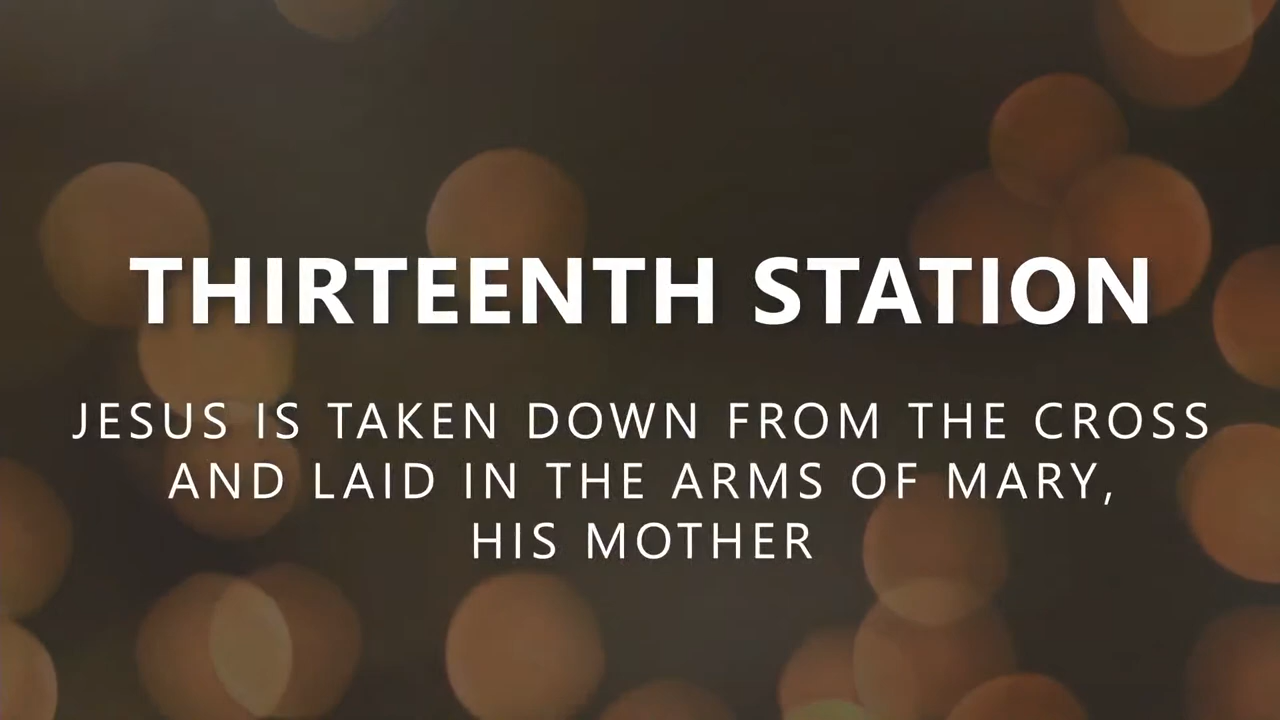 THIRTEENTH STATION
JESUS IS TAKEN DOWN FROM THE CROSS
AND LAID IN THE ARMS OF MARY,
HIS MOTHER